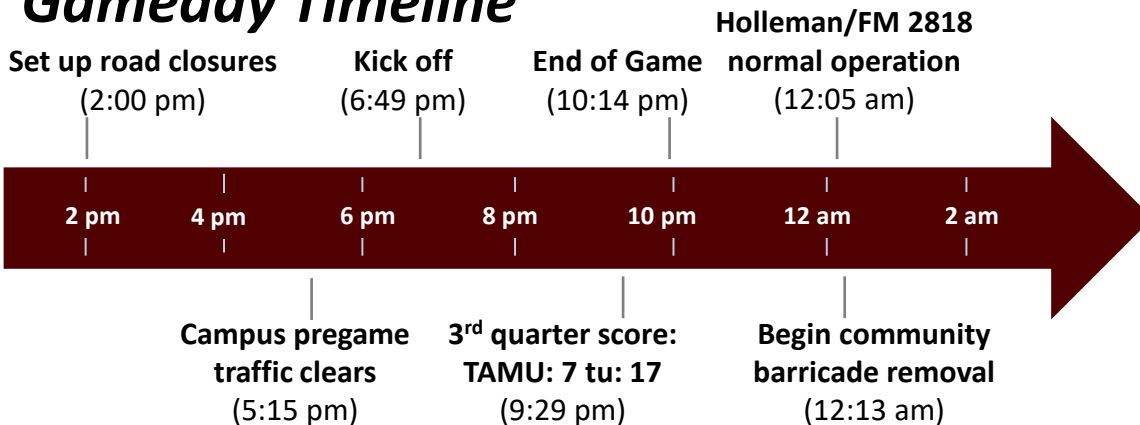 Gameday Timeline
Set up road closures
(2:00 pm)
Kick off
(6:49 pm)
End of Game
(10:14 pm)
Holleman/FM 2818
normal operation
(12:05 am)
2 pm
4 pm
6 pm
8 pm
10 pm
12 am
2 am
Campus pregame
traffic clears
(5:15 pm)
3rd quarter score:
TAMU: 7 tu: 17
(9:29 pm)
Begin community
barricade removal
(12:13 am)